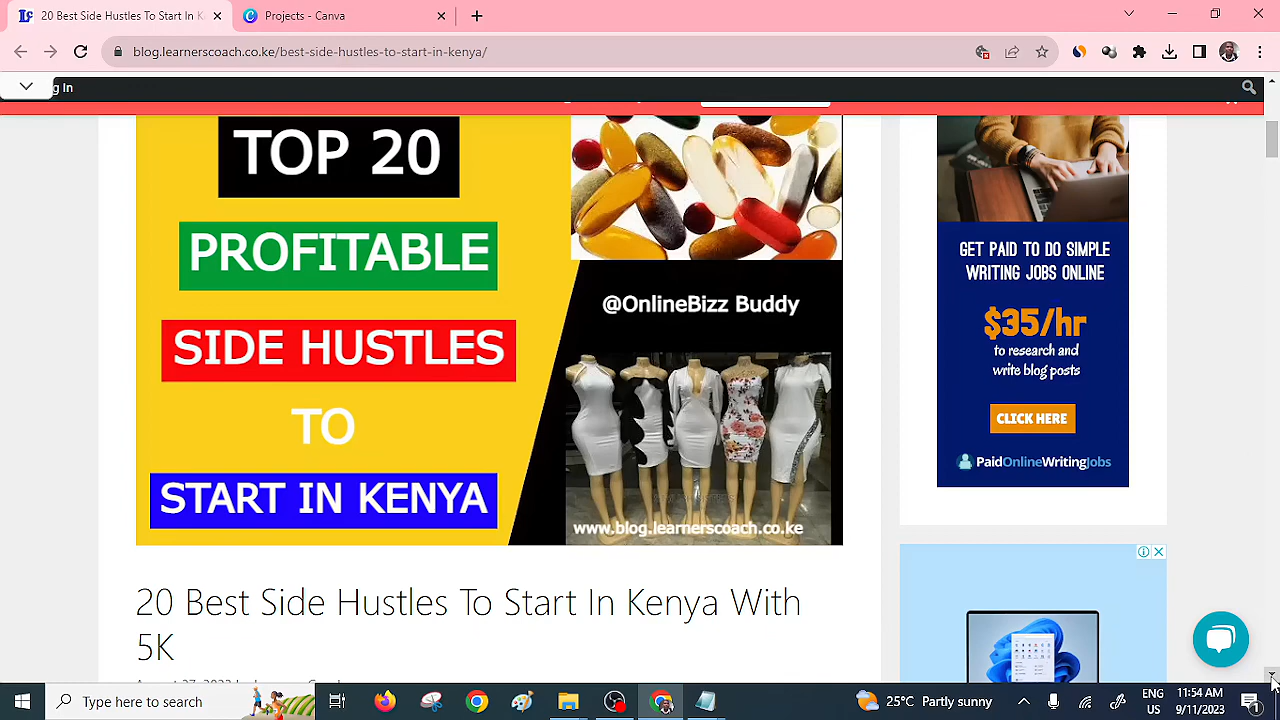 20 Best Side Hustles To Start In K
Projects - Canva
blog.learnerscoach.co.ke/best-side-hustles-to-start-in-kenya/
g In
TOP 20
PROFITABLE
SIDE HUSTLES
TO
START IN KENYA
@OnlineBizz Buddy
www.blog.learnerscoach.co.ke
GET PAID TO DO SIMPLE
WRITING JOBS ONLINE
$35/hr
to research and
write blog posts
CLICK HERE
PaidOnlineWritingJobs
20 Best Side Hustles To Start In Kenya With
5K
Type here to search
25°C Partly sunny
ENG
US
11:54 AM
9/11/2023
1